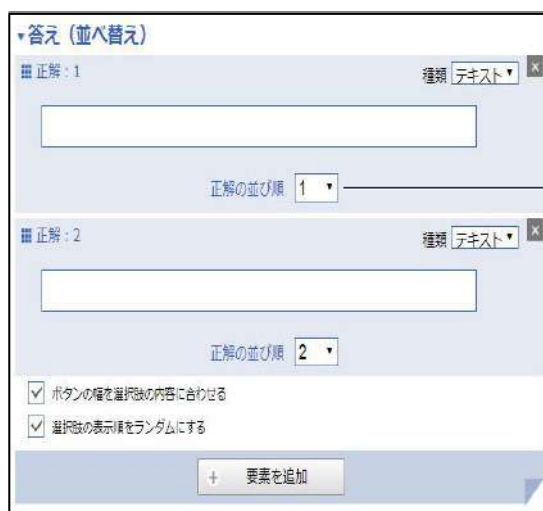 ▼答え（並べ替え）
正解：1 種類 テキスト ×
正解の並び順 1
正解：2 種類 テキスト ×
正解の並び順 2
ボタンの幅を選択肢の内容に合わせる
選択肢の表示順をランダムにする
+ 要素を追加